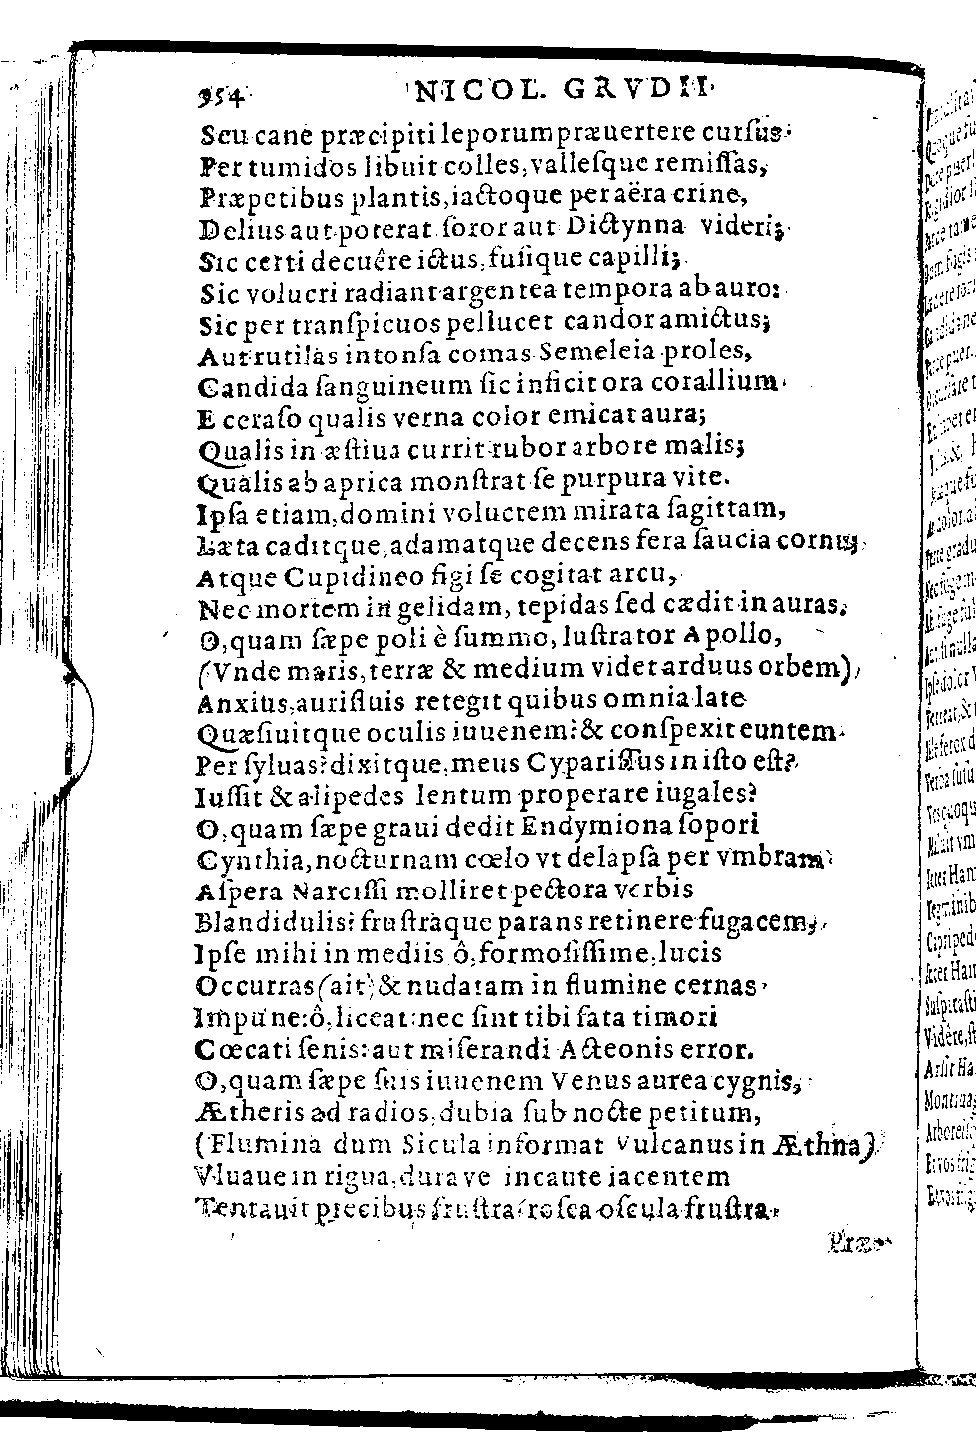 954 NICOL. GRVDII
Seu cane præcipiti leporum præuertere cursus
Per tumidos libuit colles, vallesque remissas,
Præpetibus plantis, iactoque per aëra crine,
Delius aut poterat soror aut Dictynna videri;
Sic certi decuêre ictus, fusique capilli;
Sic volucri radiant argentea tempora ab auro:
Sic per transpicuos pellucet candor amictus;
Aut rutilas intonsa comas Semeleia proles,
Candida sanguineum sic inficit ora corallium
E ceraso qualis verna color emicat aura;
Qualis in æstiua currit rubor arbore malis;
Qualis ab aprica monstrat se purpura vite.
Ipsa etiam, domini voluctem mirata sagittam,
Læta caditque, adamatque decens fera saucia cornu;
Atque Cupidineo figi se cogitat arcu,
Nec mortem in gelidam, tepidas sed cædit in auras.
O, quam sæpe poli è summo, lustrator Apollo,
(Vnde maris, terræ & medium videt arduus orbem)
Anxius, aurifluis retegit quibus omnia late
Quæsiuitque oculis iuuenem? & conspexit euntem
Per syluas? dixitque, meus Cyparissus in isto est?
Iussit & alipedes lentum properare iugales?
O, quam sæpe graui dedit Endymiona sopori
Cynthia, nocturnam cœlo vt delapsa per vmbram
Aspera Narcissi molliret pectora verbis
Blandidulis? frustraque parans retinere fugacem;
Ipse mihi in mediis ô, formosissime, lucis
Occurras (ait) & nudatam in flumine cernas
Impune: ô, liceat: nec sint tibi fata timori
Cœcati senis: aut miserandi Acteonis error.
O, quam sæpe suis iuuenem Venus aurea cygnis,
Ætheris ad radios, dubia sub nocte petitum,
(Flumina dum Sicula informat Vulcanus in Æthna)
Vluaue in rigua, dura ve incaute iacentem
Tentauit precibus frustra, rosea oscula frustra
Præ-